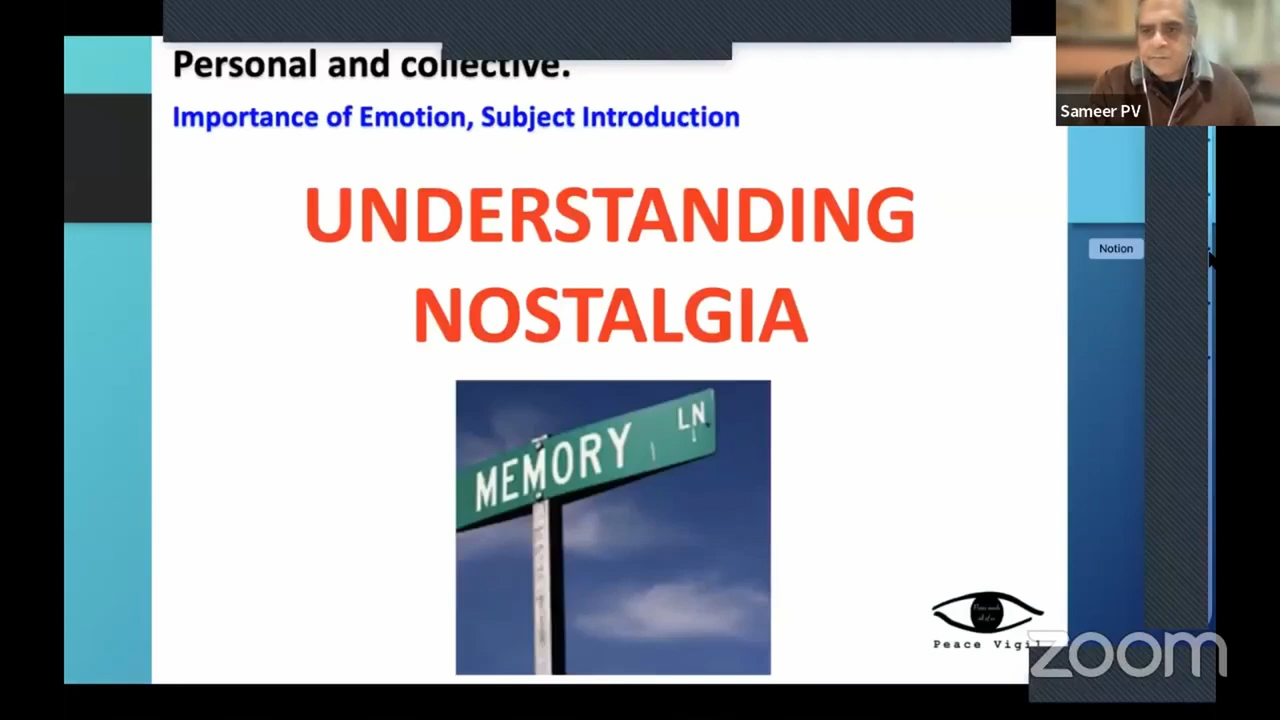 Personal and collective.
Importance of Emotion, Subject Introduction
UNDERSTANDING
NOSTALGIA
MEMORY LN
Peace Vigil
Sameer PV
Notion
zoom